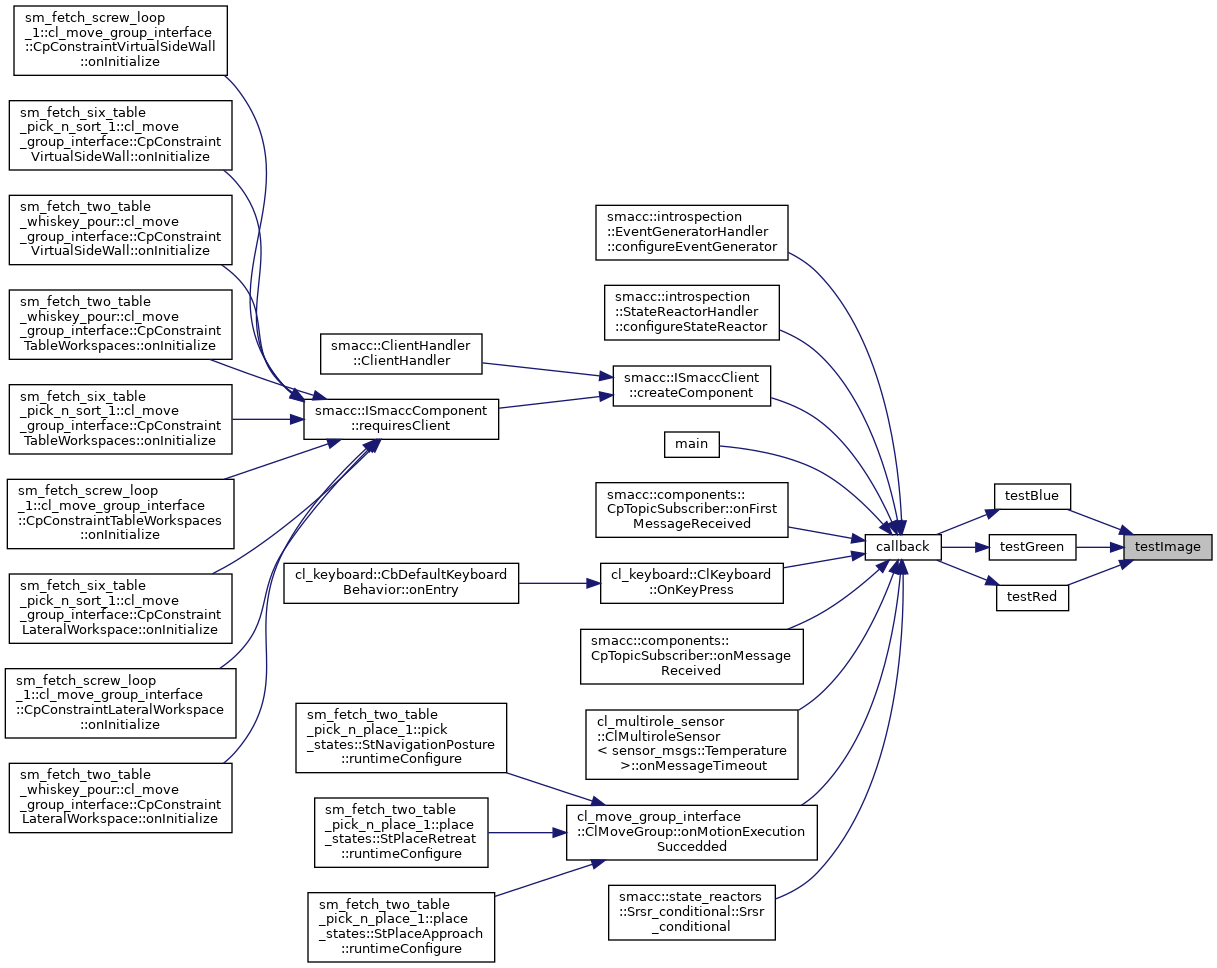 sm_fetch_screw_loop
_1::cl_move_group_interface
::CpConstraintVirtualSideWall
::onInitialize
sm_fetch_six_table
_pick_n_sort_1::cl_move
_group_interface::CpConstraint
VirtualSideWall::onInitialize
sm_fetch_two_table
_whiskey_pour::cl_move
_group_interface::CpConstraint
VirtualSideWall::onInitialize
sm_fetch_two_table
_whiskey_pour::cl_move
_group_interface::CpConstraint
TableWorkspaces::onInitialize
sm_fetch_six_table
_pick_n_sort_1::cl_move
_group_interface::CpConstraint
TableWorkspaces::onInitialize
sm_fetch_screw_loop
_1::cl_move_group_interface
::CpConstraintTableWorkspaces
::onInitialize
sm_fetch_six_table
_pick_n_sort_1::cl_move
_group_interface::CpConstraint
LateralWorkspace::onInitialize
sm_fetch_screw_loop
_1::cl_move_group_interface
::CpConstraintLateralWorkspace
::onInitialize
sm_fetch_two_table
_whiskey_pour::cl_move
_group_interface::CpConstraint
LateralWorkspace::onInitialize
smacc::ClientHandler
::ClientHandler
smacc::ISmaccComponent
::requiresClient
cl_keyboard::CbDefaultKeyboard
Behavior::onEntry
sm_fetch_two_table
_pick_n_place_1::pick
_states::StNavigationPosture
::runtimeConfigure
sm_fetch_two_table
_pick_n_place_1::place
_states::StPlaceRetreat
::runtimeConfigure
sm_fetch_two_table
_pick_n_place_1::place
_states::StPlaceApproach
::runtimeConfigure
smacc::introspection
::EventGeneratorHandler
::configureEventGenerator
smacc::introspection
::StateReactorHandler
::configureStateReactor
smacc::ISmaccClient
::createComponent
main
smacc::components::
CpTopicSubscriber::onFirst
MessageReceived
cl_keyboard::ClKeyboard
::OnKeyPress
smacc::components::
CpTopicSubscriber::onMessage
Received
cl_multirole_sensor
::ClMultiroleSensor
< sensor_msgs::Temperature
>::onMessageTimeout
cl_move_group_interface
::ClMoveGroup::onMotionExecution
Succedded
smacc::state_reactors
::Srsr_conditional::Srsr
_conditional
callback
testBlue
testGreen
testRed
testImage